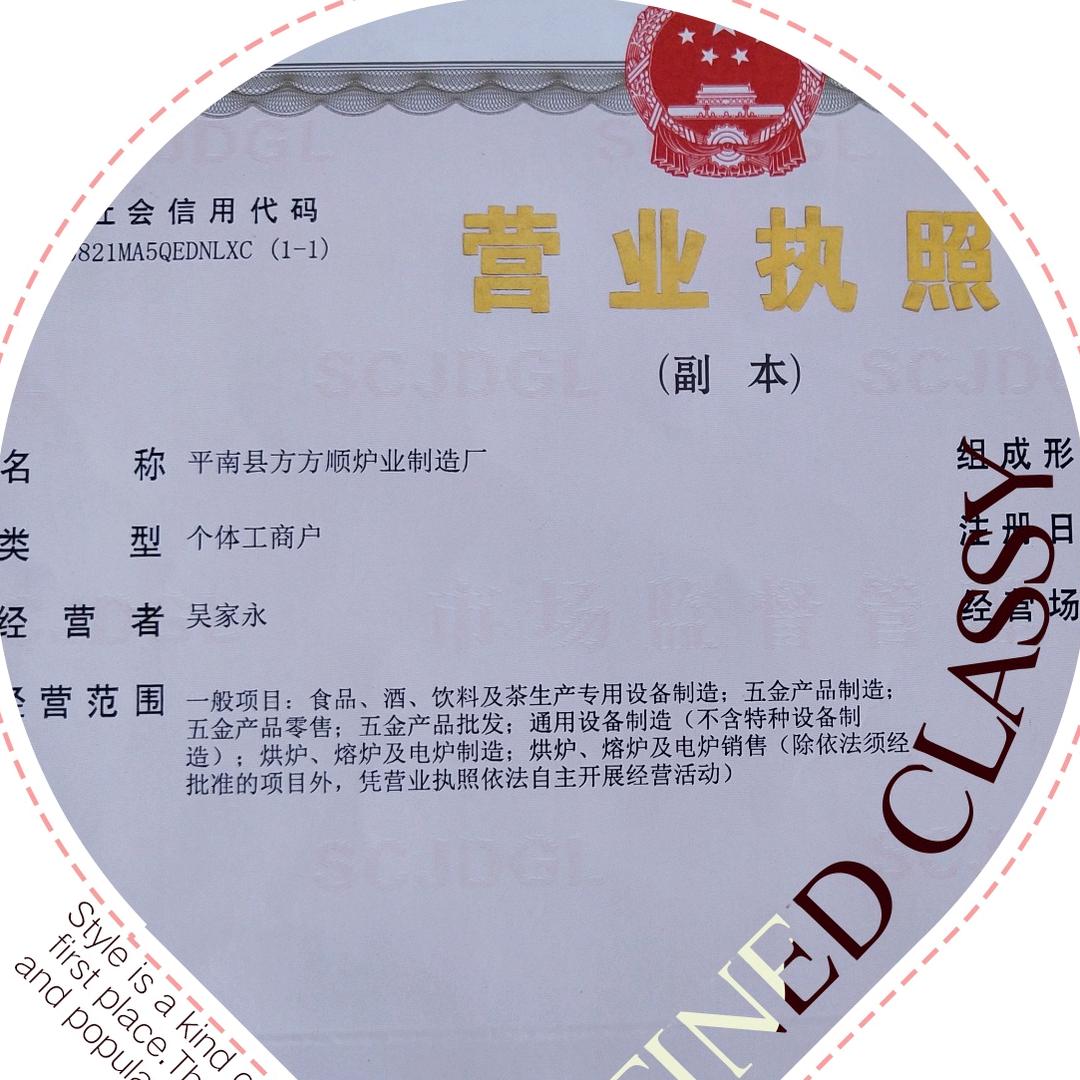 社会信用代码
821MA5QEDNLXC (1-1)
营业执照
(副 本)
名 称 平南县方方顺炉业制造厂
类 型 个体工商户
经 营 者 吴家永
经营范围 一般项目：食品、酒、饮料及茶生产专用设备制造；五金产品制造；
五金产品零售；五金产品批发；通用设备制造（不含特种设备制
造）；烘炉、熔炉及电炉制造；烘炉、熔炉及电炉销售（除依法须经
批准的项目外，凭营业执照依法自主开展经营活动）
组成形
注册日
经营场
SCJDGL
SCJDGL
市场监督管
SCJDGL
FINED CLASSY
Style is a kind
first place. Th
and popula